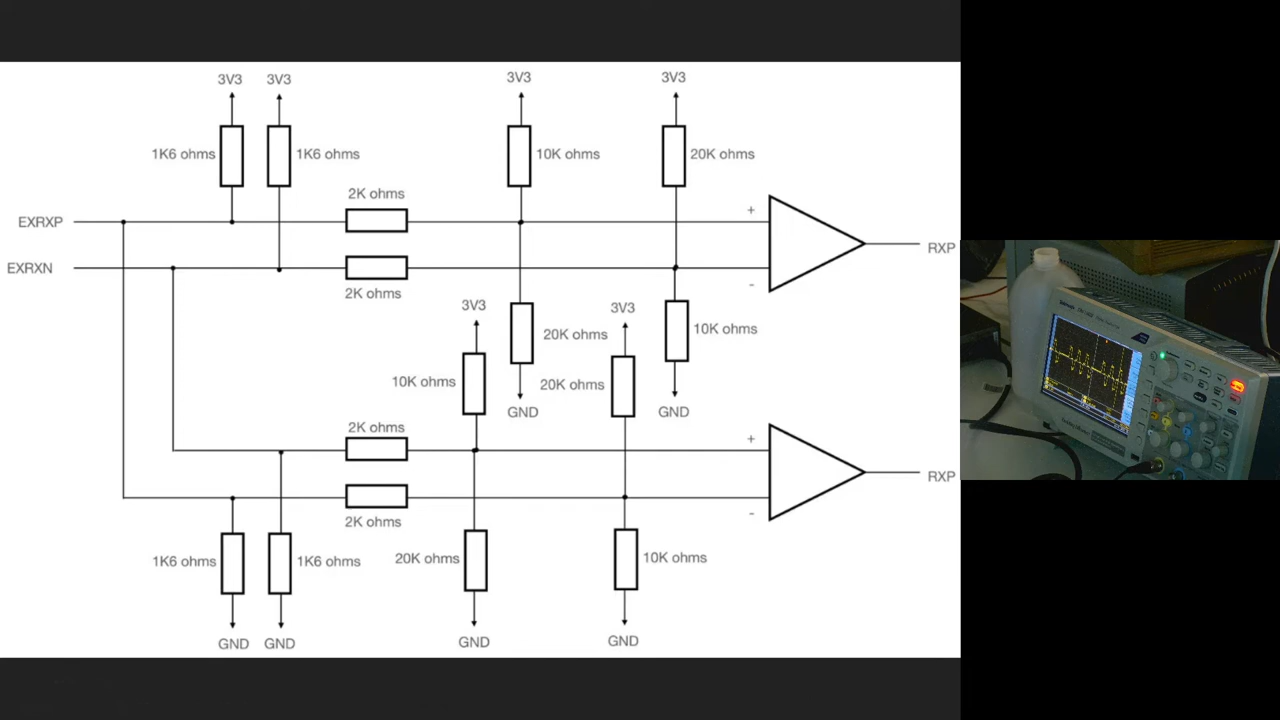 3V3 3V3 3V3 3V3
1K6 ohms 1K6 ohms 10K ohms 20K ohms
2K ohms
EXRXP +
RXP
EXRXN
2K ohms -
3V3 3V3
20K ohms 10K ohms
10K ohms 20K ohms
GND GND
2K ohms
+
RXP
2K ohms -
1K6 ohms 1K6 ohms 20K ohms 10K ohms
GND GND GND GND